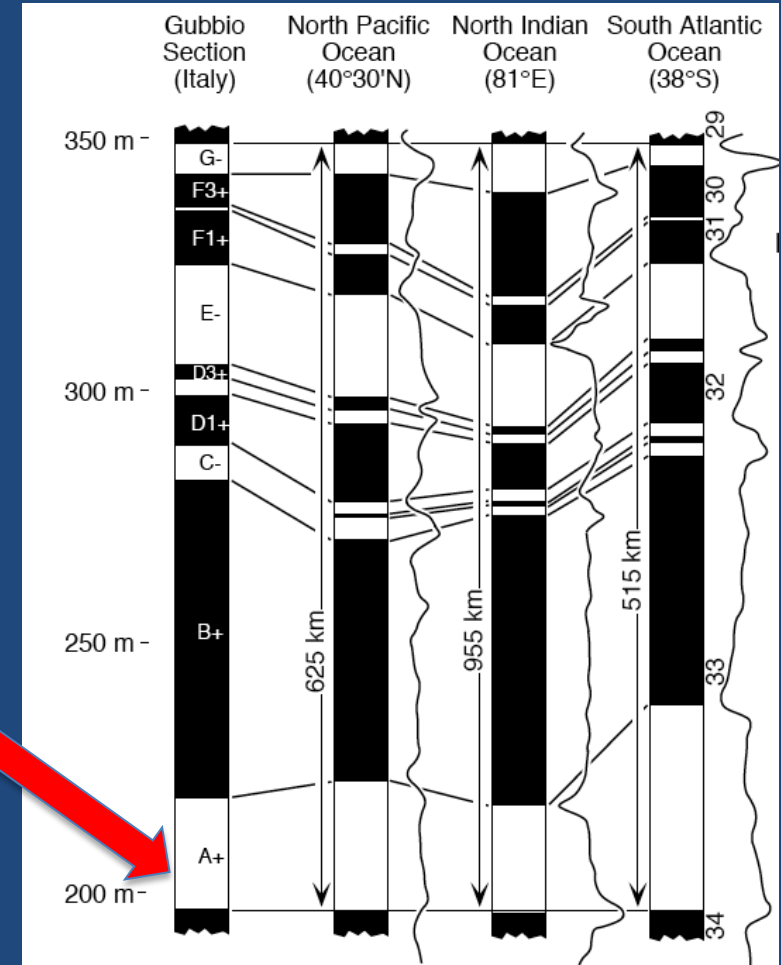 Gubbio
Section
(Italy)
North Pacific
Ocean
(40°30'N)
North Indian
Ocean
(81°E)
South Atlantic
Ocean
(38°S)
350 m
300 m
250 m
200 m
G-
F3+
F1+
E-
D3+
D1+
C-
B+
A+
625 km
955 km
515 km
29
30
31
32
33
34